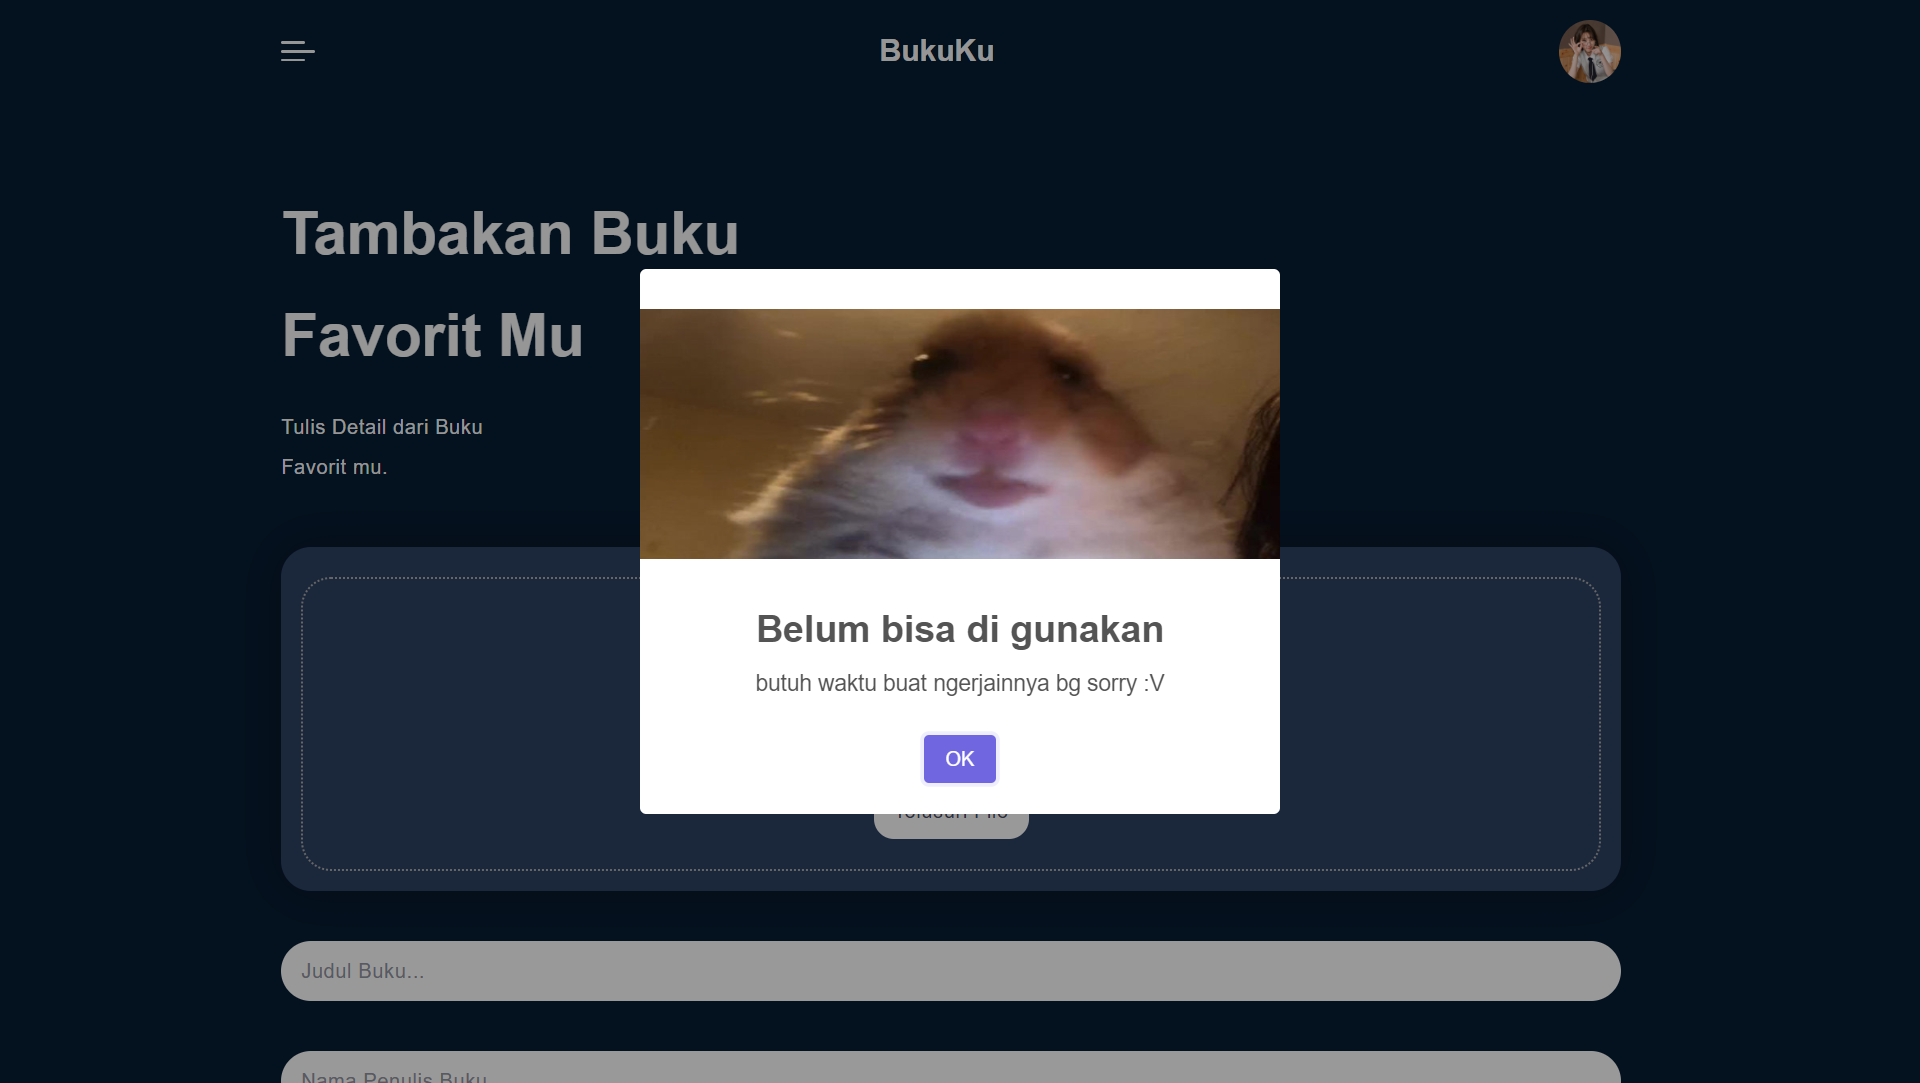 BukuKu
Tambakan Buku
Favorit Mu
Tulis Detail dari Buku
Favorit mu.
Belum bisa di gunakan
butuh waktu buat ngerjainnya bg sorry :V
OK
Judul Buku...
Nama Penulis Buku